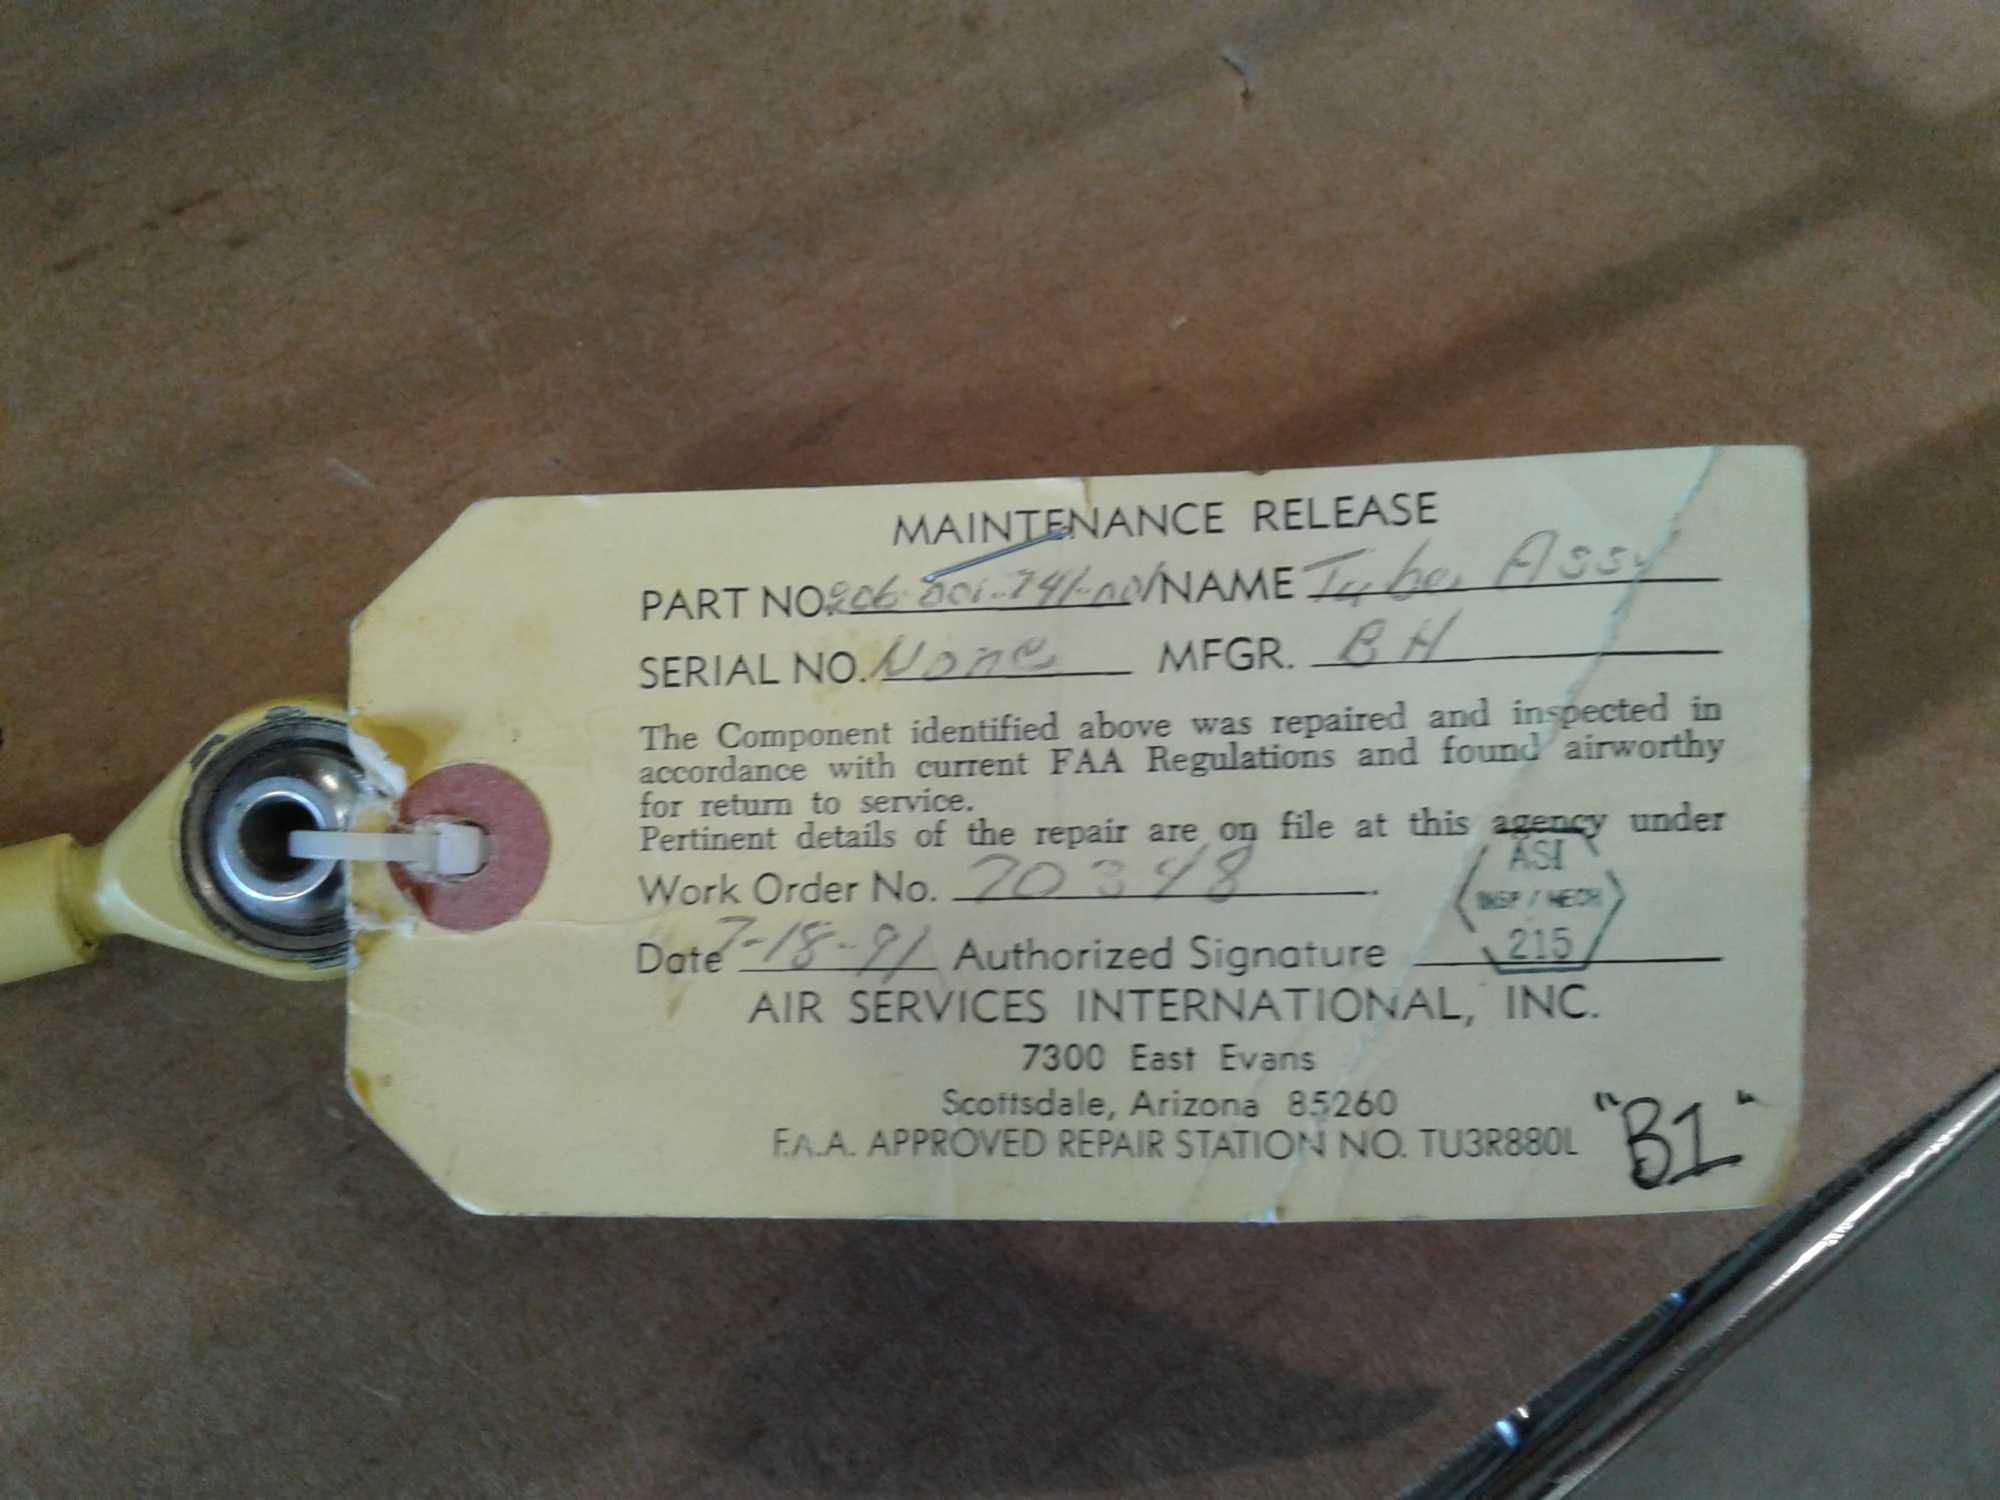 MAINTENANCE RELEASE
PART NO. 206-001-741-001 NAME Tube Assy
SERIAL NO. None MFGR. BH
The Component identified above was repaired and inspected in
accordance with current FAA Regulations and found airworthy
for return to service.
Pertinent details of the repair are on file at this agency under
Work Order No. 70348
ASI
INSP / MECH
215
Date 7-18-91 Authorized Signature
AIR SERVICES INTERNATIONAL, INC.
7300 East Evans
Scottsdale, Arizona 85260
F.A.A. APPROVED REPAIR STATION NO. TU3R880L
"B1"